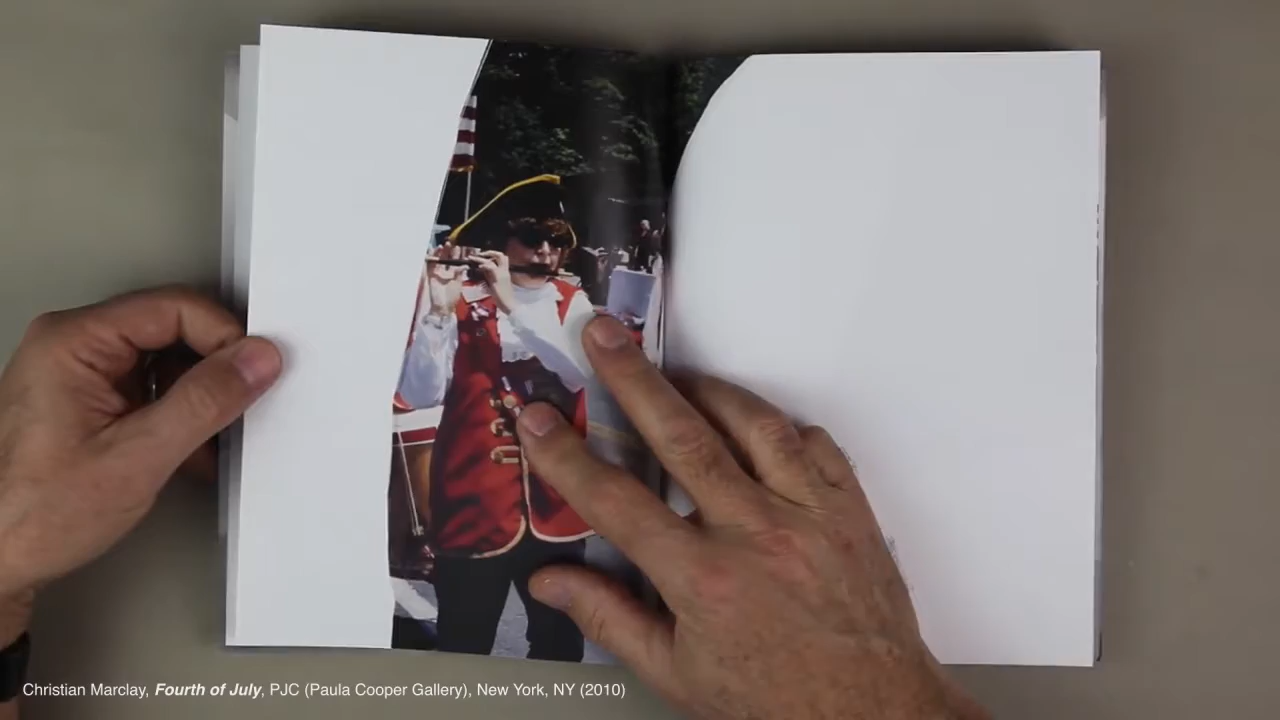 Christian Marclay, Fourth of July, PJC (Paula Cooper Gallery), New York, NY (2010)